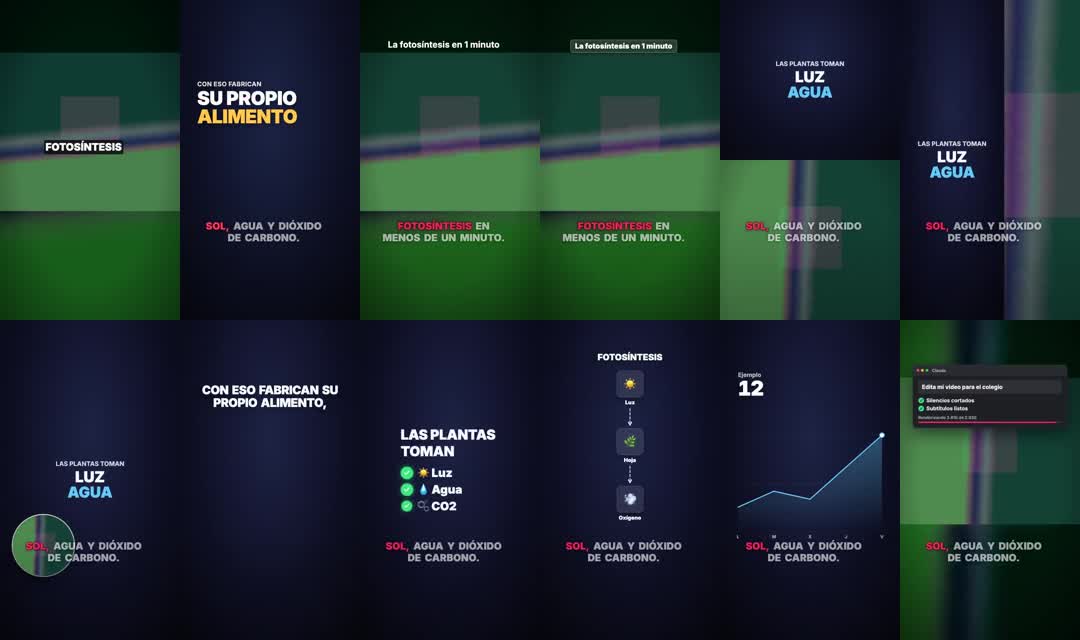 FOTOSÍNTESIS
CON ESO FABRICAN
SU PROPIO
ALIMENTO
SOL, AGUA Y DIÓXIDO
DE CARBONO.
La fotosíntesis en 1 minuto
FOTOSÍNTESIS EN
MENOS DE UN MINUTO.
La fotosíntesis en 1 minuto
FOTOSÍNTESIS EN
MENOS DE UN MINUTO.
LAS PLANTAS TOMAN
LUZ
AGUA
SOL, AGUA Y DIÓXIDO
DE CARBONO.
LAS PLANTAS TOMAN
LUZ
AGUA
SOL, AGUA Y DIÓXIDO
DE CARBONO.
LAS PLANTAS TOMAN
LUZ
AGUA
SOL, AGUA Y DIÓXIDO
DE CARBONO.
CON ESO FABRICAN SU
PROPIO ALIMENTO,
LAS PLANTAS
TOMAN
Luz
Agua
CO2
SOL, AGUA Y DIÓXIDO
DE CARBONO.
FOTOSÍNTESIS
Luz
Hoja
Oxígeno
SOL, AGUA Y DIÓXIDO
DE CARBONO.
Ejemplo
12
L M X J V
SOL, AGUA Y DIÓXIDO
DE CARBONO.
Claude
Edita mi video para el colegio
Silencios cortados
Subtítulos listos
SOL, AGUA Y DIÓXIDO
DE CARBONO.